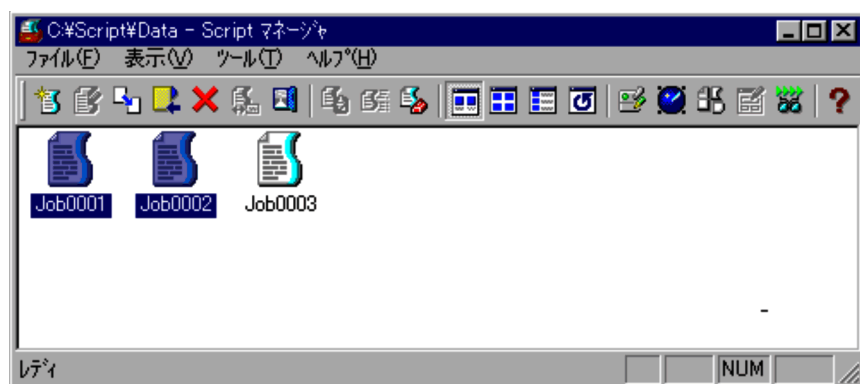 C:¥Script¥Data - Script ﾏﾈｰｼﾞｬ
ﾌｧｲﾙ(F) 表示(V) ﾂｰﾙ(T) ﾍﾙﾌﾟ(H)
Job0001 Job0002 Job0003
ﾚﾃﾞｨ NUM